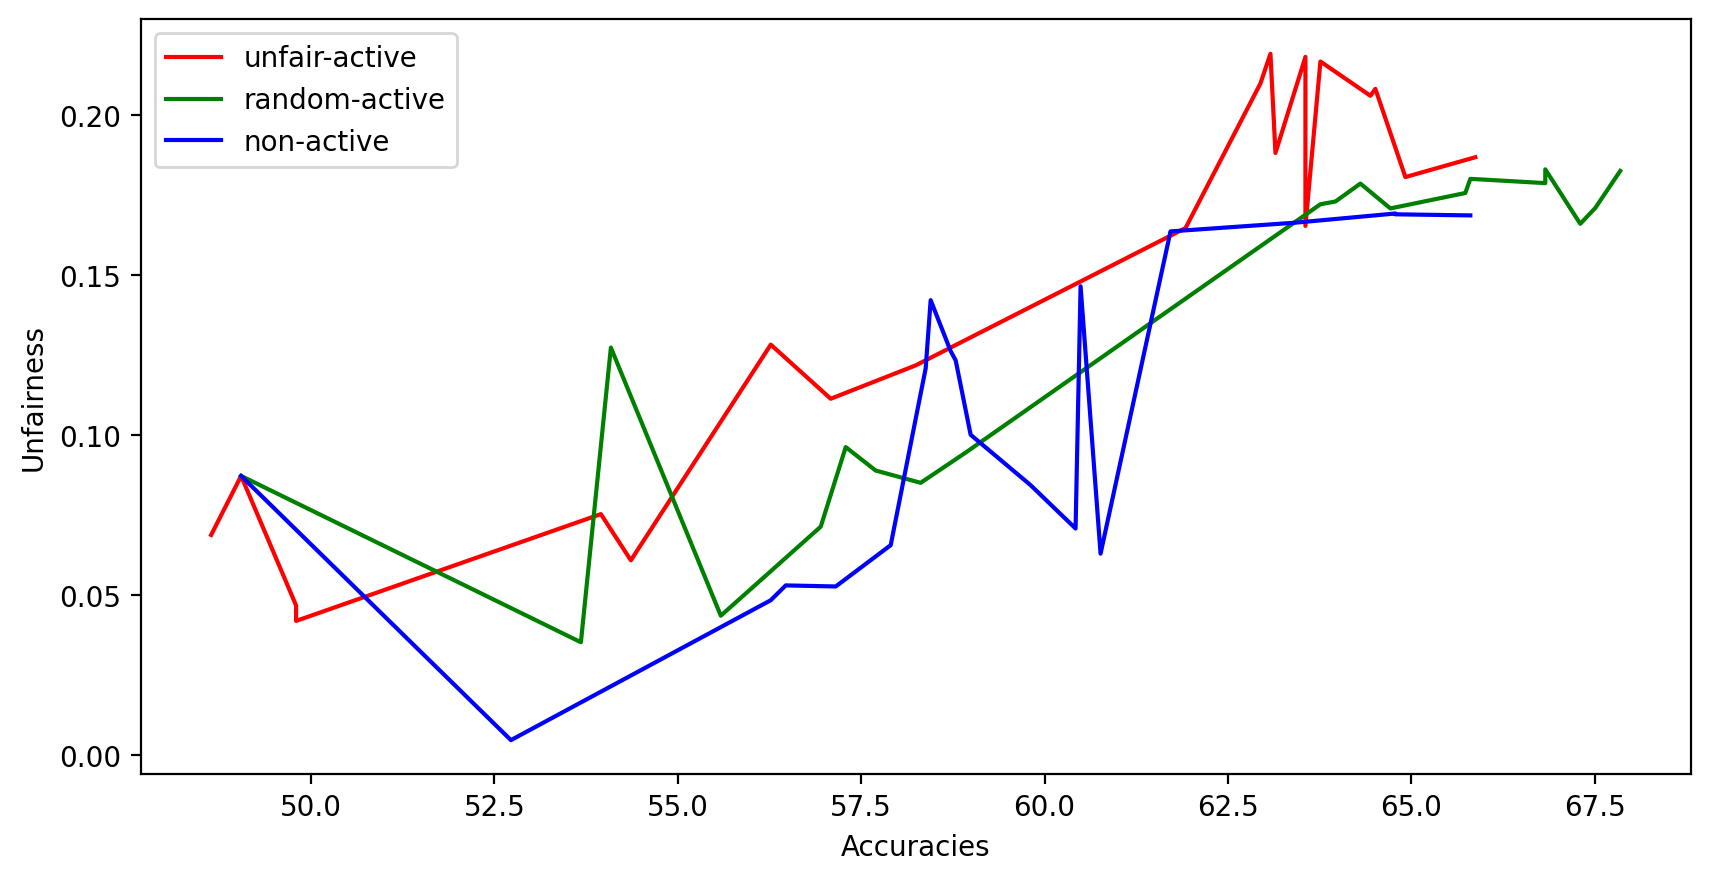 unfair-active
random-active
non-active
Unfairness
0.20
0.15
0.10
0.05
0.00
50.0 52.5 55.0 57.5 60.0 62.5 65.0 67.5
Accuracies